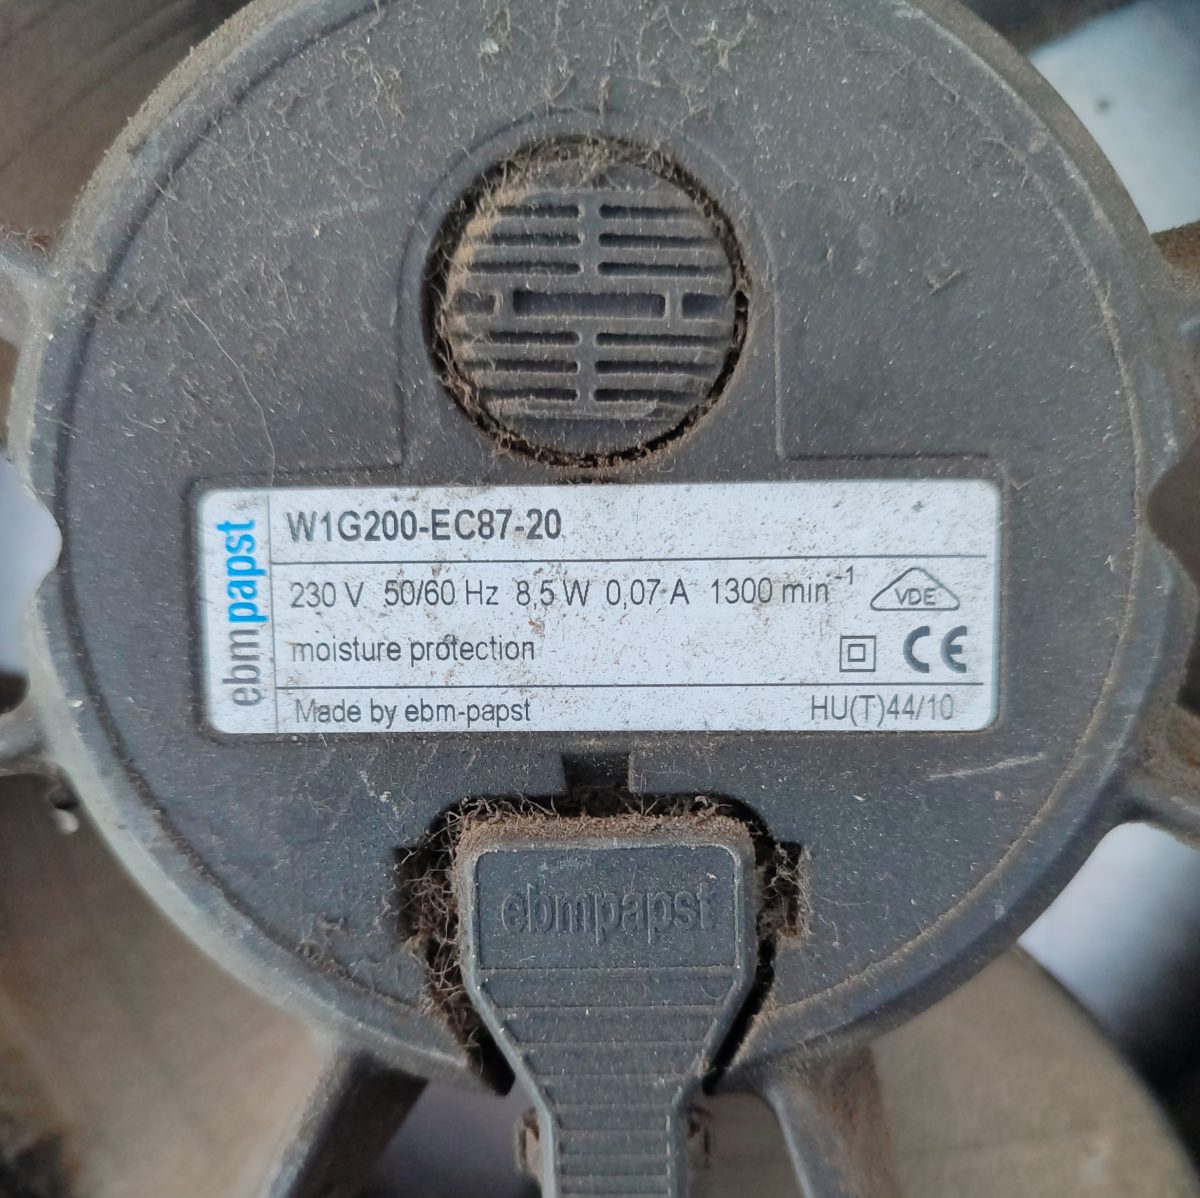 W1G200-EC87-20
ebmpapst
230 V 50/60 Hz 8,5 W 0,07 A 1300 min⁻¹
VDE
moisture protection
CE
Made by ebm-papst HU(T)44/10
ebmpapst